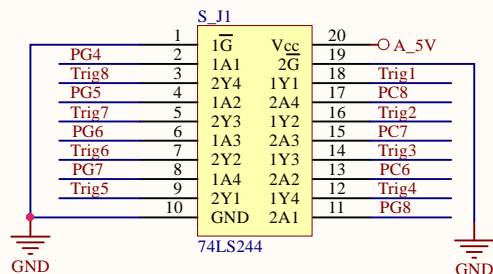 S_J1
1 1G Vcc 20 A_5V
PG4 2 1A1 2G 19
Trig8 3 2Y4 1Y1 18 Trig1
PG5 4 1A2 2A4 17 PC8
Trig7 5 2Y3 1Y2 16 Trig2
PG6 6 1A3 2A3 15 PC7
Trig6 7 2Y2 1Y3 14 Trig3
PG7 8 1A4 2A2 13 PC6
Trig5 9 2Y1 1Y4 12 Trig4
10 GND 2A1 11 PG8
74LS244
GND GND